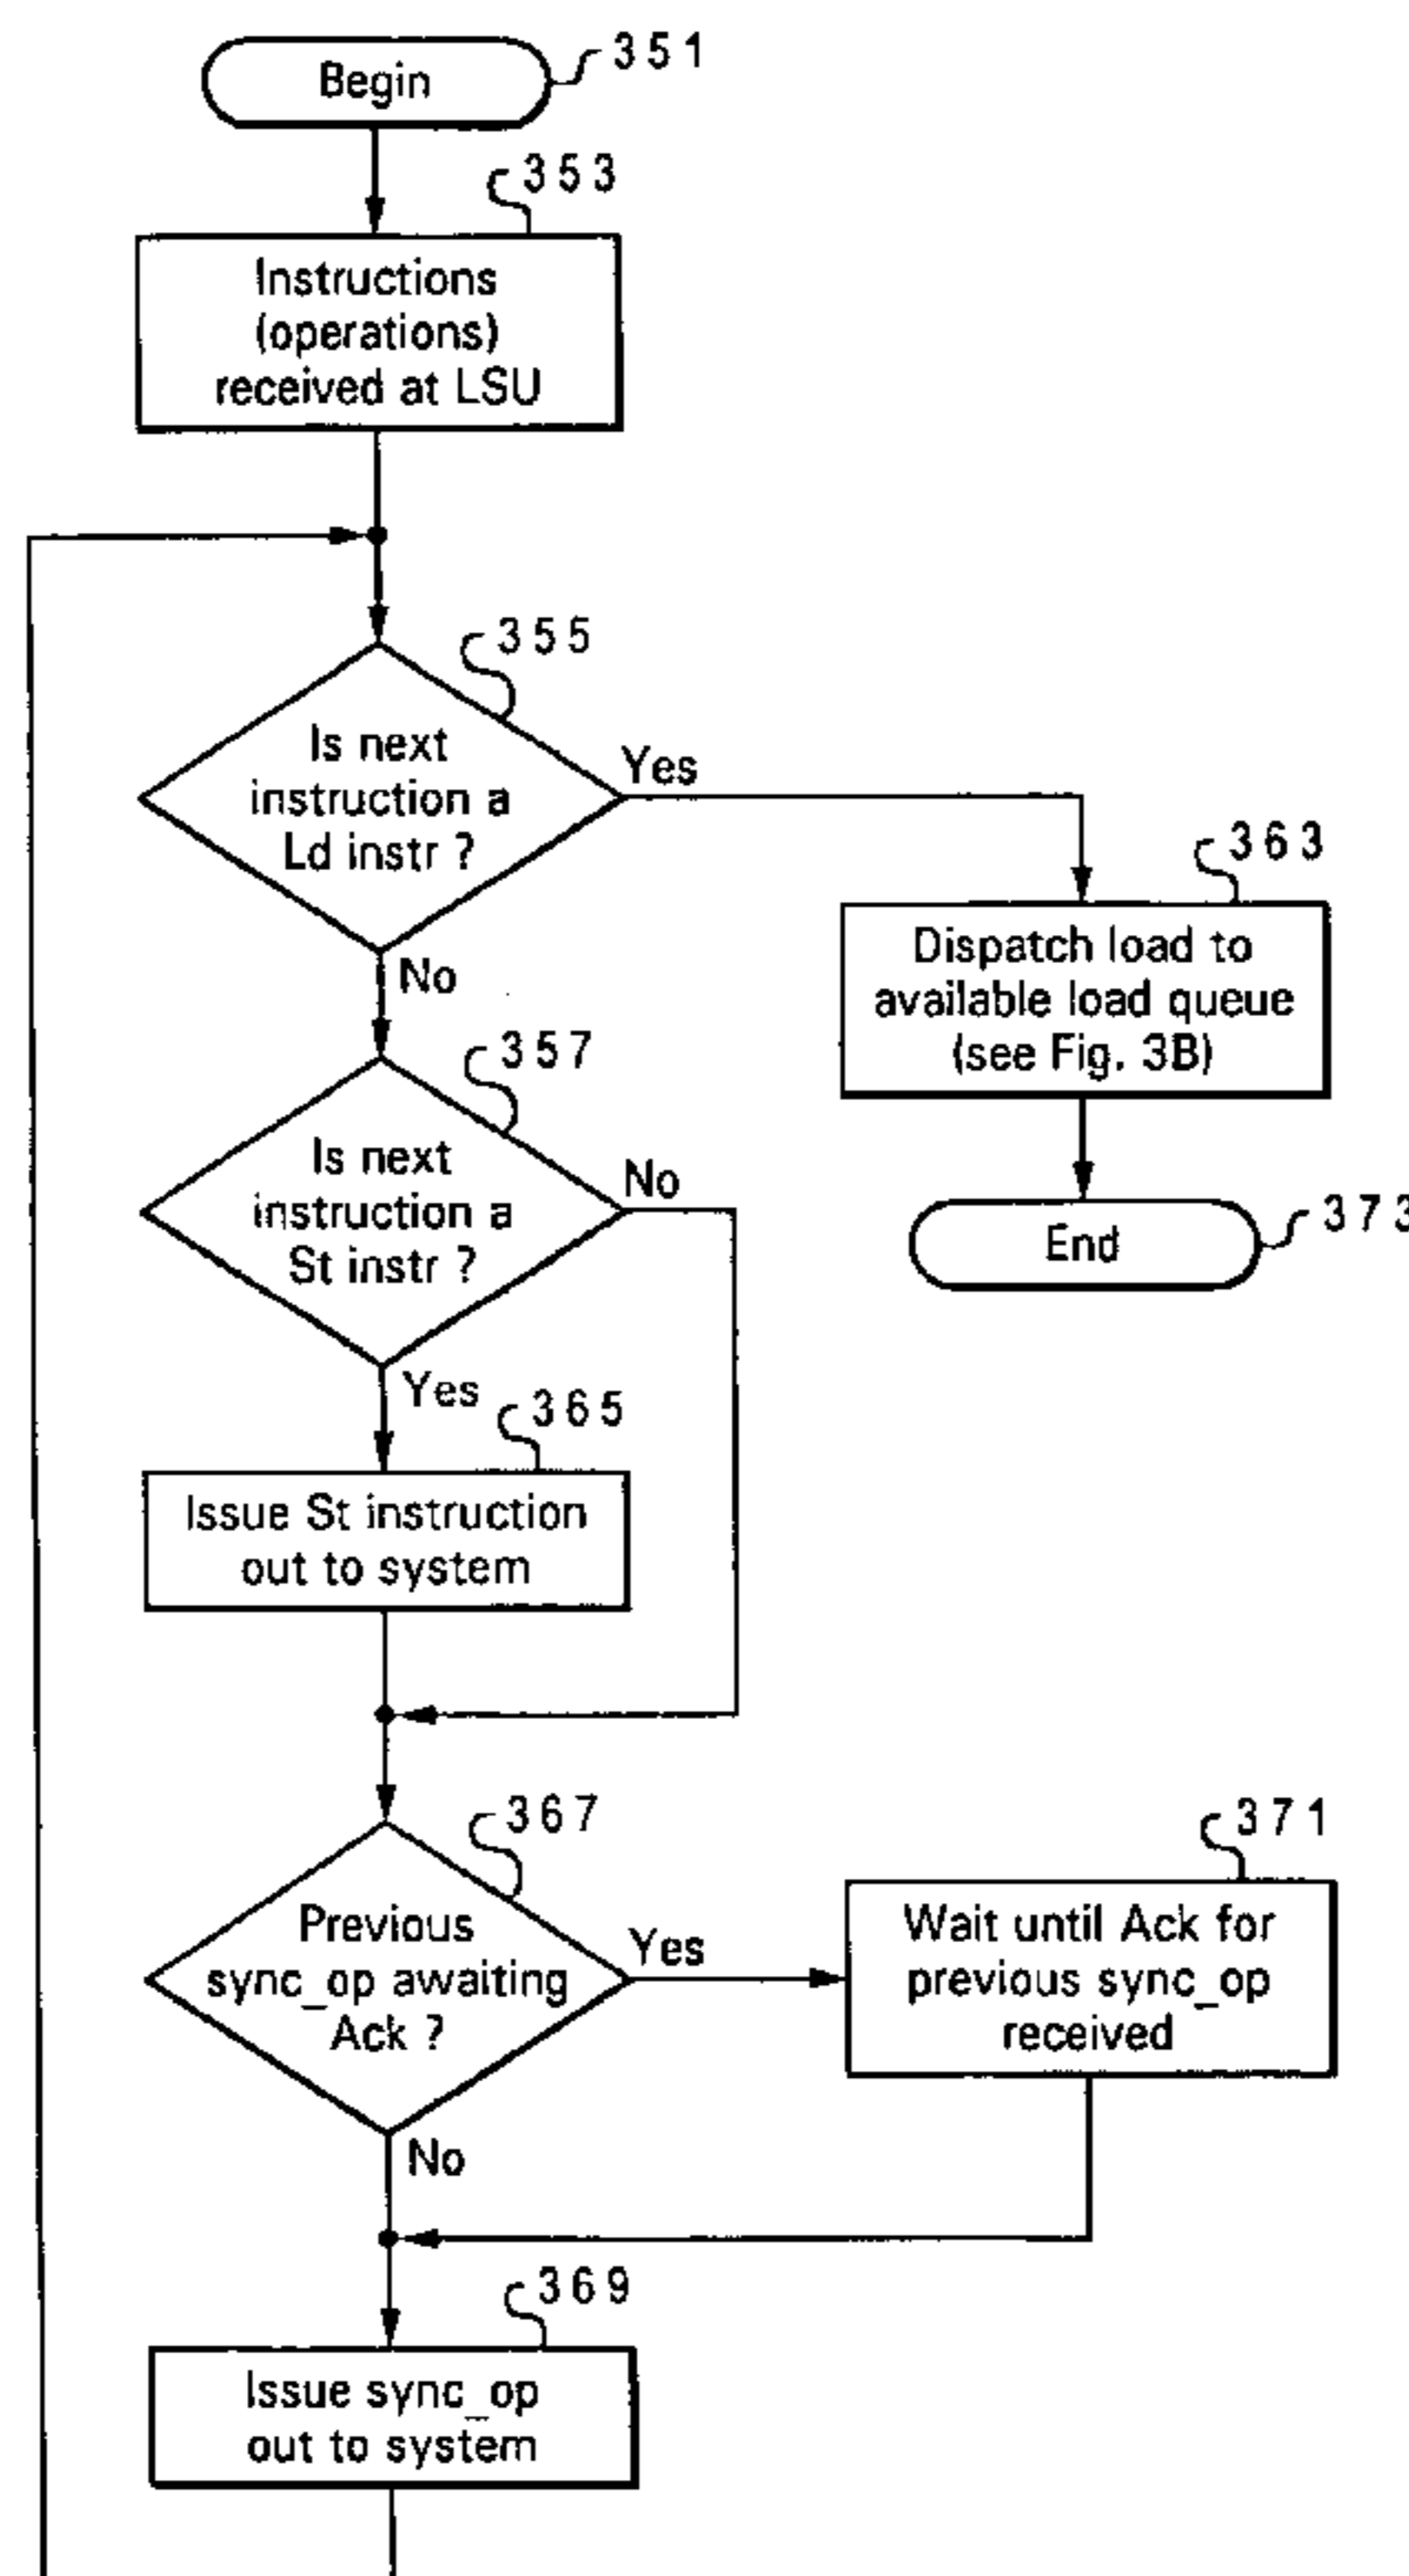 Begin
351
353
Instructions
(operations)
received at LSU
355
Is next
instruction a
Ld instr ?
Yes
No
363
Dispatch load to
available load queue
(see Fig. 3B)
357
Is next
instruction a
St instr ?
No
Yes
End
373
365
Issue St instruction
out to system
367
Previous
sync_op awaiting
Ack ?
Yes
No
371
Wait until Ack for
previous sync_op
received
369
Issue sync_op
out to system